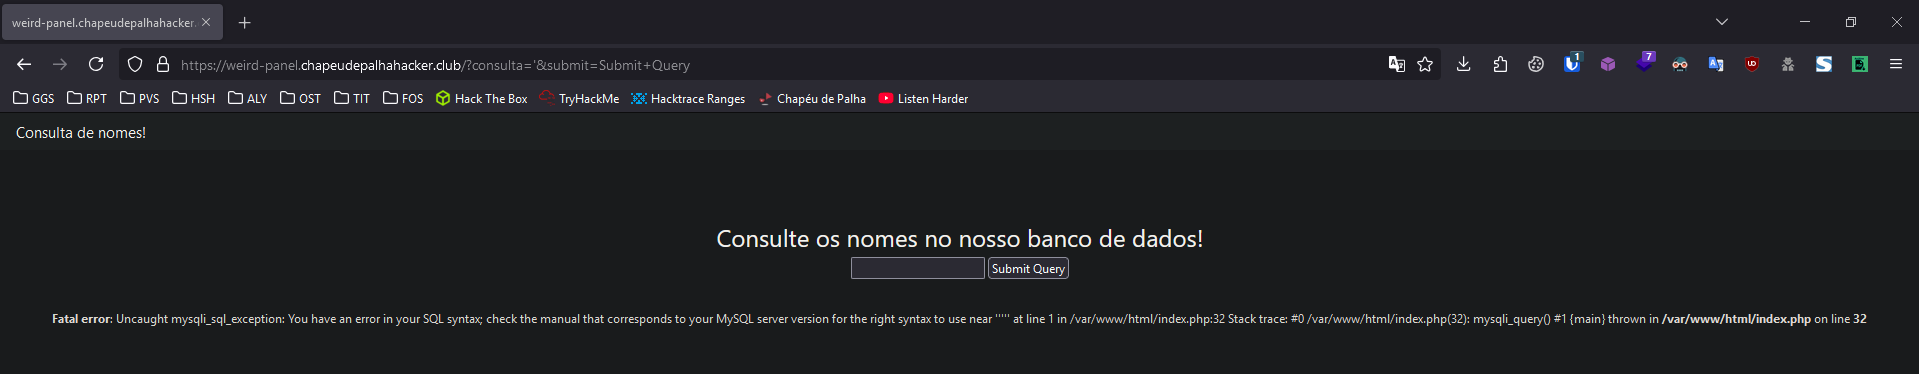 weird-panel.chapeudepalhahacker.
https://weird-panel.chapeudepalhahacker.club/?consulta='&submit=Submit+Query
1
7
GGS RPT PVS HSH ALY OST TIT FOS Hack The Box TryHackMe Hacktrace Ranges Chapéu de Palha Listen Harder
Consulta de nomes!
Consulte os nomes no nosso banco de dados!
Submit Query
Fatal error: Uncaught mysqli_sql_exception: You have an error in your SQL syntax; check the manual that corresponds to your MySQL server version for the right syntax to use near ''''' at line 1 in /var/www/html/index.php:32 Stack trace: #0 /var/www/html/index.php(32): mysqli_query() #1 {main} thrown in /var/www/html/index.php on line 32